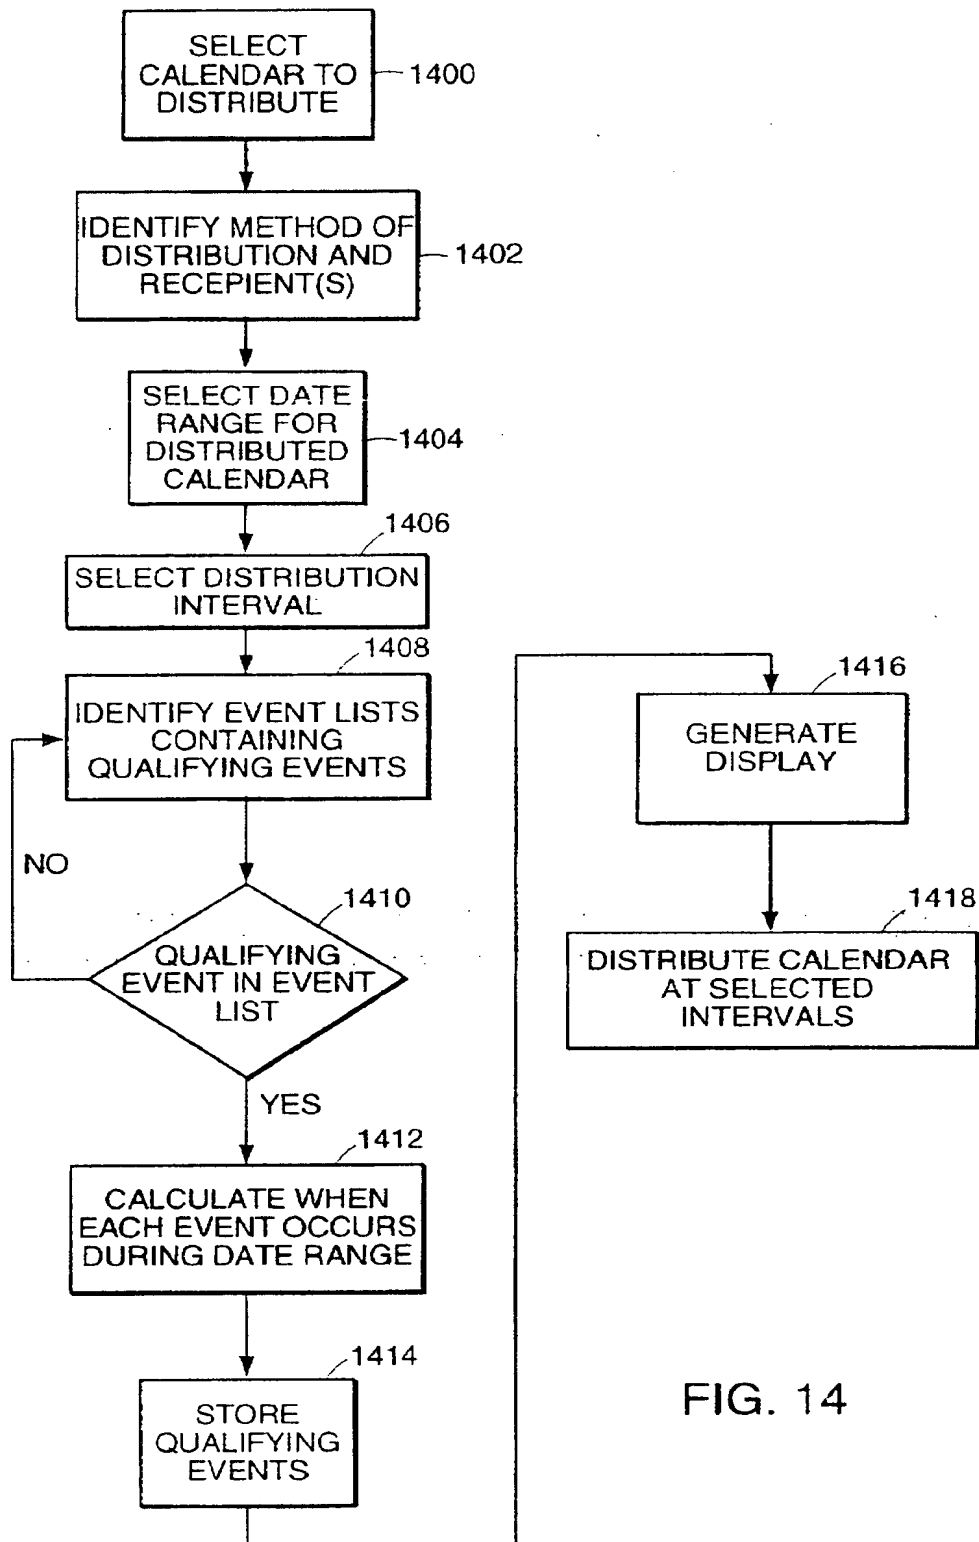 SELECT
CALENDAR TO
DISTRIBUTE
1400
IDENTIFY METHOD OF
DISTRIBUTION AND
RECEPIENT(S)
1402
SELECT DATE
RANGE FOR
DISTRIBUTED
CALENDAR
1404
1406
SELECT DISTRIBUTION
INTERVAL
1408
IDENTIFY EVENT LISTS
CONTAINING
QUALIFYING EVENTS
NO
1410
QUALIFYING
EVENT IN EVENT
LIST
YES
1412
CALCULATE WHEN
EACH EVENT OCCURS
DURING DATE RANGE
1414
STORE
QUALIFYING
EVENTS
1416
GENERATE
DISPLAY
1418
DISTRIBUTE CALENDAR
AT SELECTED
INTERVALS
FIG. 14